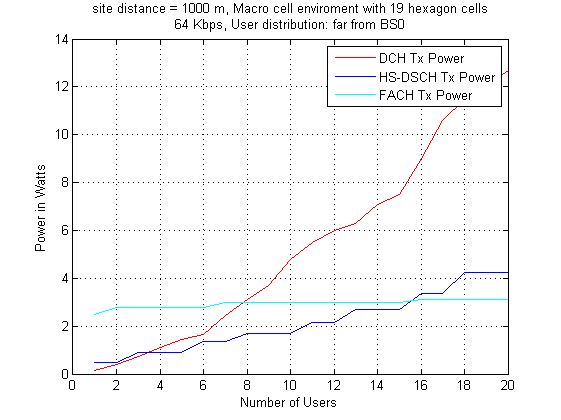 site distance = 1000 m, Macro cell enviroment with 19 hexagon cells
64 Kbps, User distribution: far from BS0
14
12
10
8
6
4
2
0
Power in Watts
DCH Tx Power
HS-DSCH Tx Power
FACH Tx Power
0 2 4 6 8 10 12 14 16 18 20
Number of Users